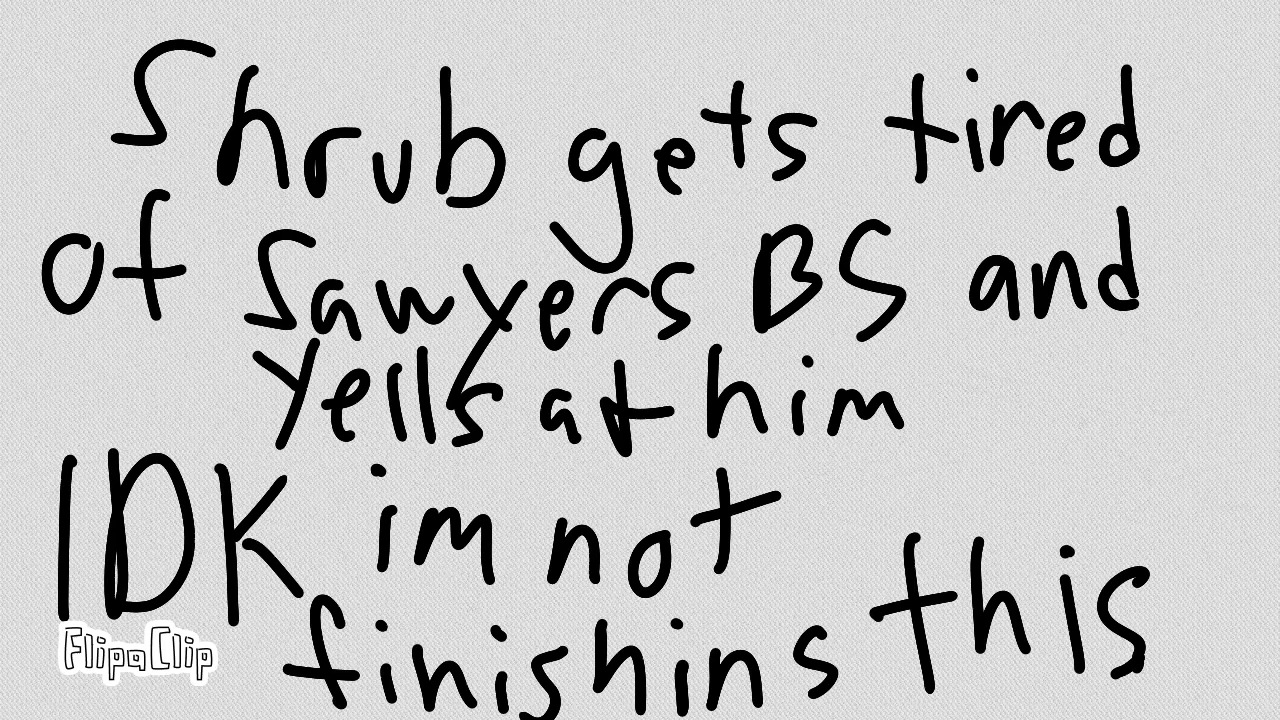 Shrub gets tired
of Sawyers BS and
Yells at him
IDK im not
finishins this
FlipaClip